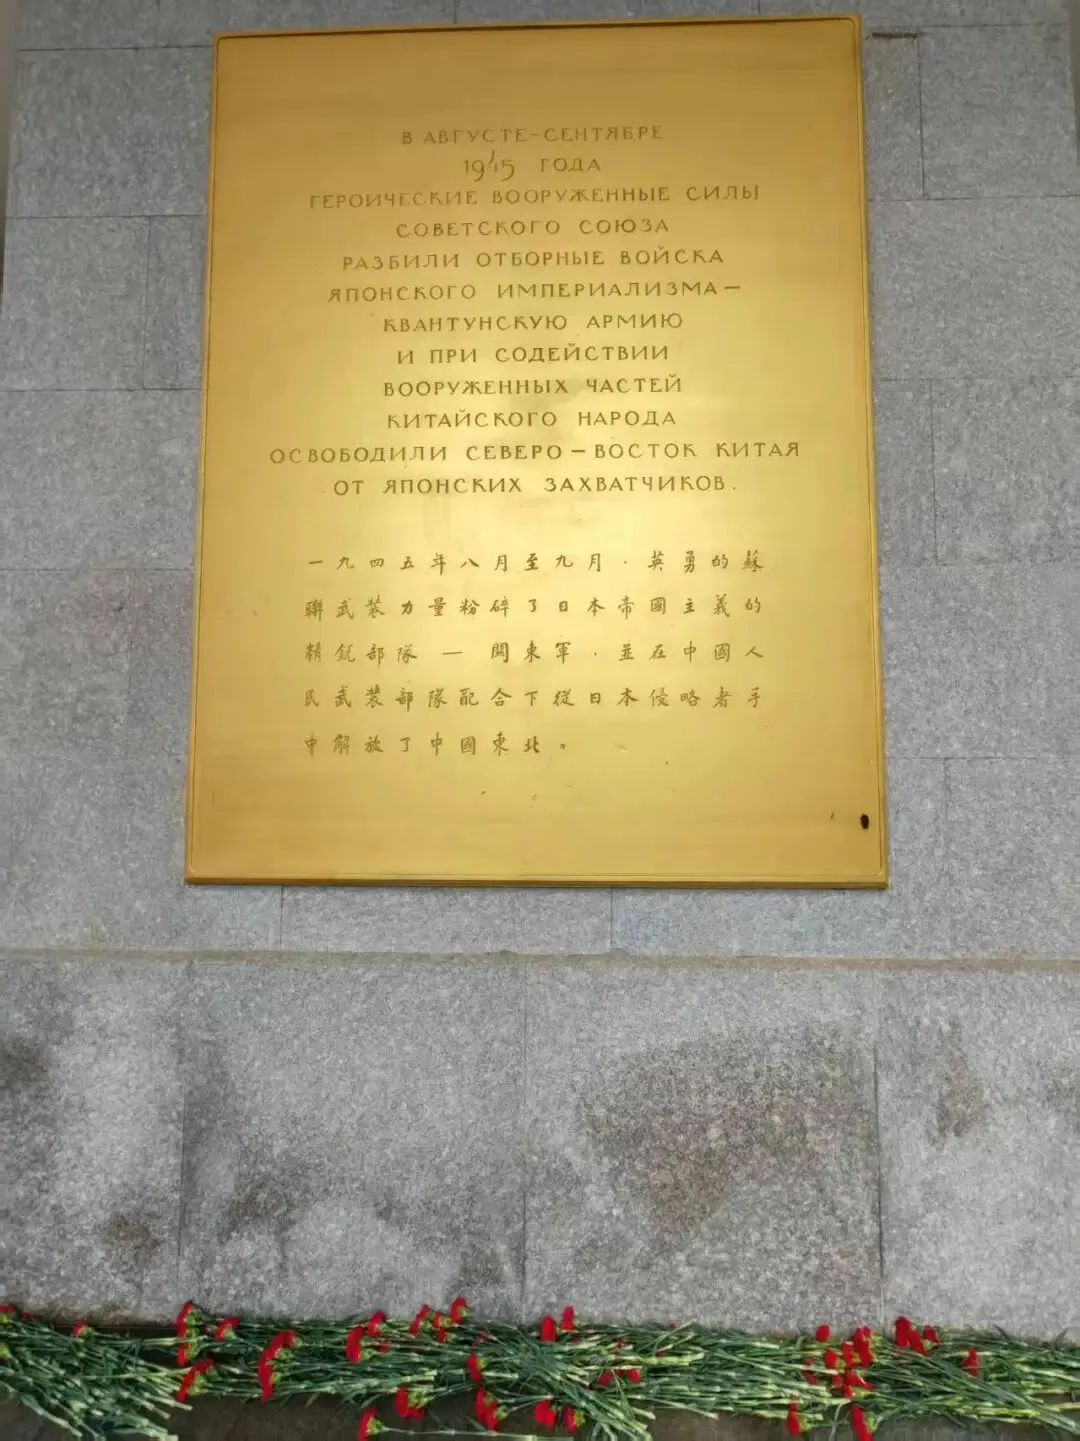 В АВГУСТЕ-СЕНТЯБРЕ
1945 ГОДА
ГЕРОИЧЕСКИЕ ВООРУЖЕННЫЕ СИЛЫ
СОВЕТСКОГО СОЮЗА
РАЗБИЛИ ОТБОРНЫЕ ВОЙСКА
ЯПОНСКОГО ИМПЕРИАЛИЗМА—
КВАНТУНСКУЮ АРМИЮ
И ПРИ СОДЕЙСТВИИ
ВООРУЖЕННЫХ ЧАСТЕЙ
КИТАЙСКОГО НАРОДА
ОСВОБОДИЛИ СЕВЕРО—ВОСТОК КИТАЯ
ОТ ЯПОНСКИХ ЗАХВАТЧИКОВ.
一九四五年八月至九月·英勇的蘇
聯武裝力量粉碎了日本帝國主義的
精銳部隊—關東軍·並在中國人
民武裝部隊配合下從日本侵略者手
中解放了中國東北。